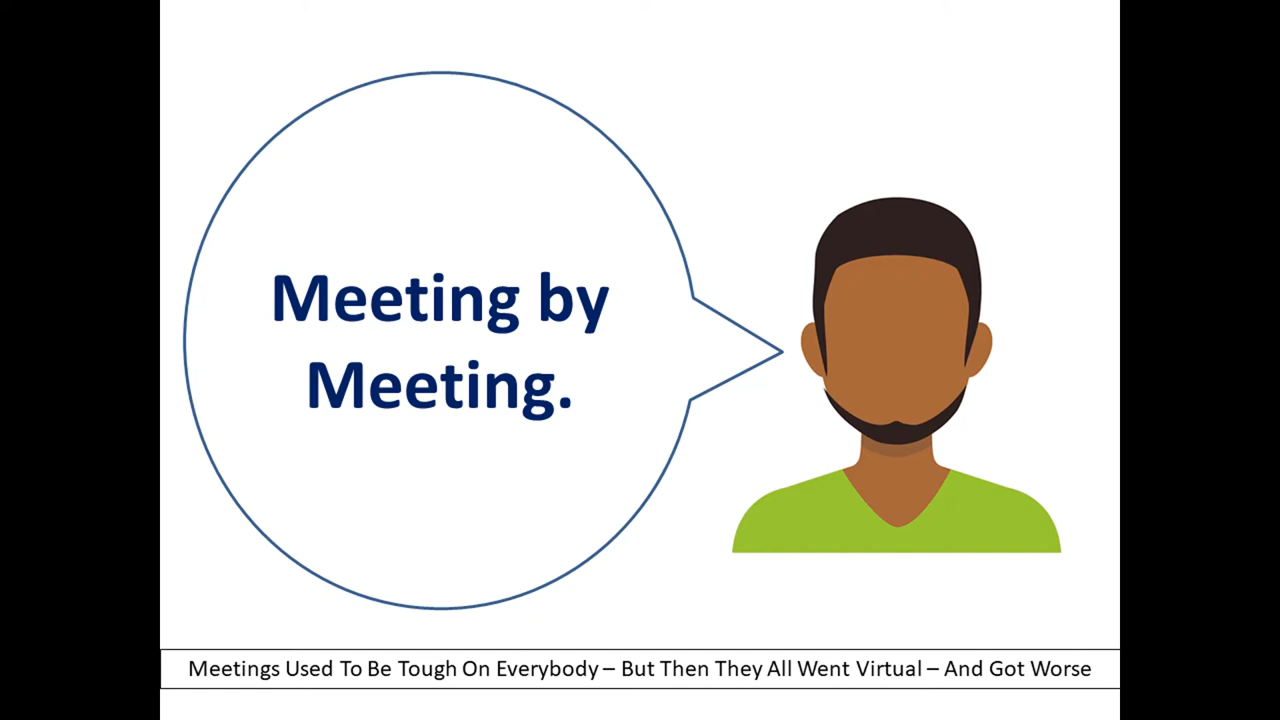 Meeting by
Meeting.
Meetings Used To Be Tough On Everybody – But Then They All Went Virtual – And Got Worse